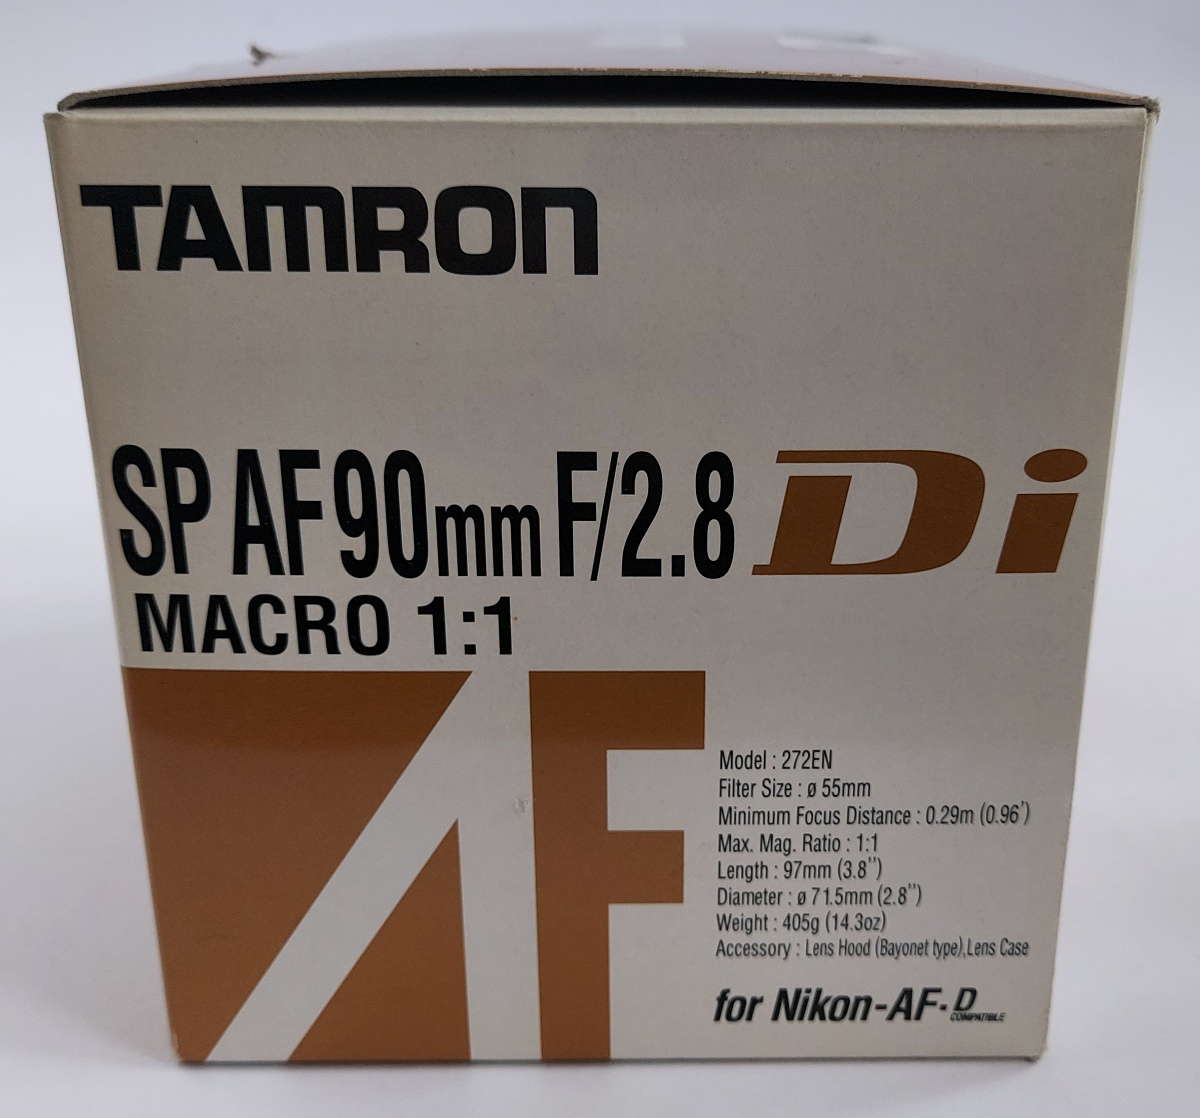 TAMRON
SP AF 90mm F/2.8 Di
MACRO 1:1
AF
Model : 272EN
Filter Size : ø 55mm
Minimum Focus Distance : 0.29m (0.96')
Max. Mag. Ratio : 1:1
Length : 97mm (3.8'')
Diameter : ø 71.5mm (2.8'')
Weight : 405g (14.3oz)
Accessory : Lens Hood (Bayonet type),Lens Case
for Nikon-AF-D
COMPATIBLE